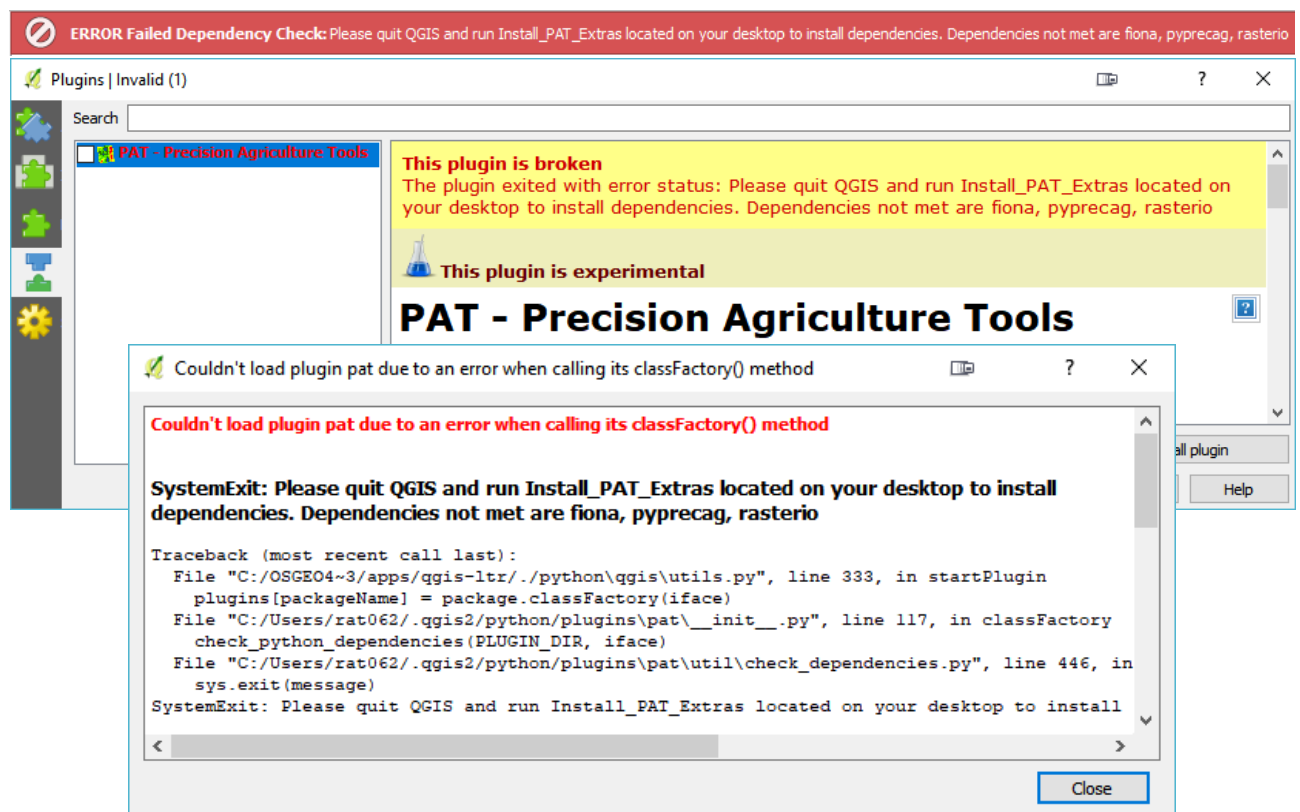 ERROR Failed Dependency Check: Please quit QGIS and run Install_PAT_Extras located on your desktop to install dependencies. Dependencies not met are fiona, pyprecag, rasterio
Plugins | Invalid (1)
?
Search
PAT - Precision Agriculture Tools
This plugin is broken
The plugin exited with error status: Please quit QGIS and run Install_PAT_Extras located on
your desktop to install dependencies. Dependencies not met are fiona, pyprecag, rasterio
This plugin is experimental
PAT - Precision Agriculture Tools
?
all plugin
Help
Couldn't load plugin pat due to an error when calling its classFactory() method
?
Couldn't load plugin pat due to an error when calling its classFactory() method
SystemExit: Please quit QGIS and run Install_PAT_Extras located on your desktop to install
dependencies. Dependencies not met are fiona, pyprecag, rasterio
Traceback (most recent call last):
File "C:/OSGEO4~3/apps/qgis-ltr/./python\qgis\utils.py", line 333, in startPlugin
plugins[packageName] = package.classFactory(iface)
File "C:/Users/rat062/.qgis2/python/plugins\pat\__init__.py", line 117, in classFactory
check_python_dependencies(PLUGIN_DIR, iface)
File "C:/Users/rat062/.qgis2/python/plugins\pat\util\check_dependencies.py", line 446, in
sys.exit(message)
SystemExit: Please quit QGIS and run Install_PAT_Extras located on your desktop to install
Close